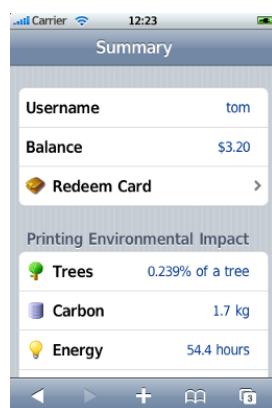 Carrier 12:23
Summary
Username tom
Balance $3.20
Redeem Card
Printing Environmental Impact
Trees 0.239% of a tree
Carbon 1.7 kg
Energy 54.4 hours
3